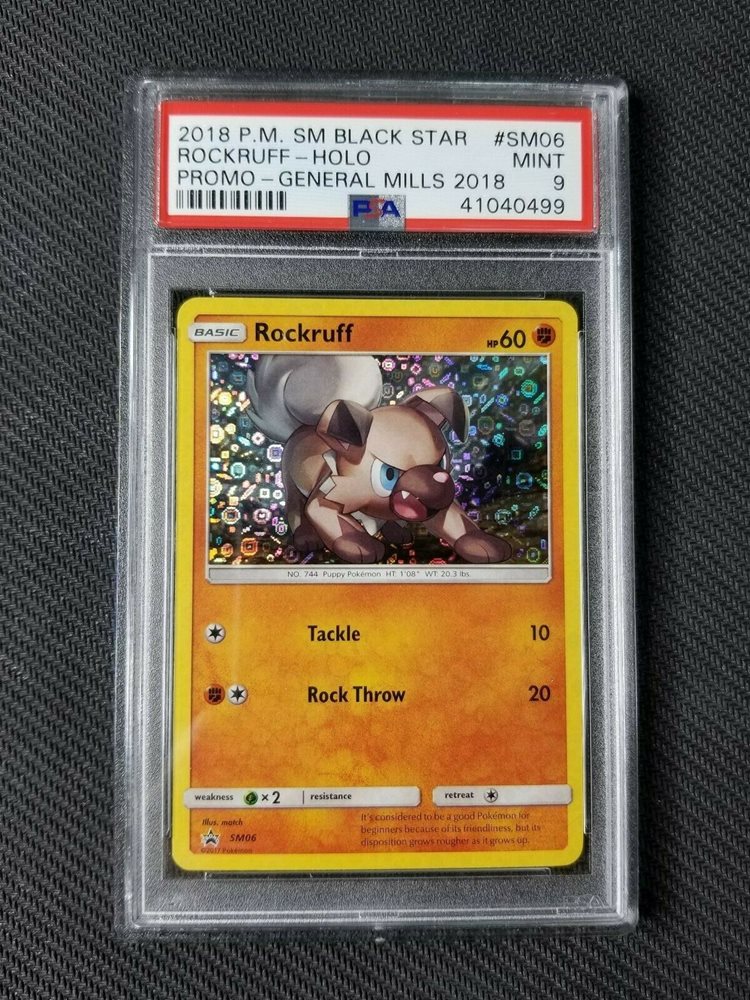 2018 P.M. SM BLACK STAR #SM06
ROCKRUFF-HOLO MINT
PROMO-GENERAL MILLS 2018 9
PSA 41040499
BASIC Rockruff HP60
NO. 744 Puppy Pokémon HT: 1'08" WT: 20.3 lbs.
Tackle 10
Rock Throw 20
weakness ×2 resistance retreat
Illus. match
SM06
©2017 Pokémon
It's considered to be a good Pokémon for
beginners because of its friendliness, but its
disposition grows rougher as it grows up.